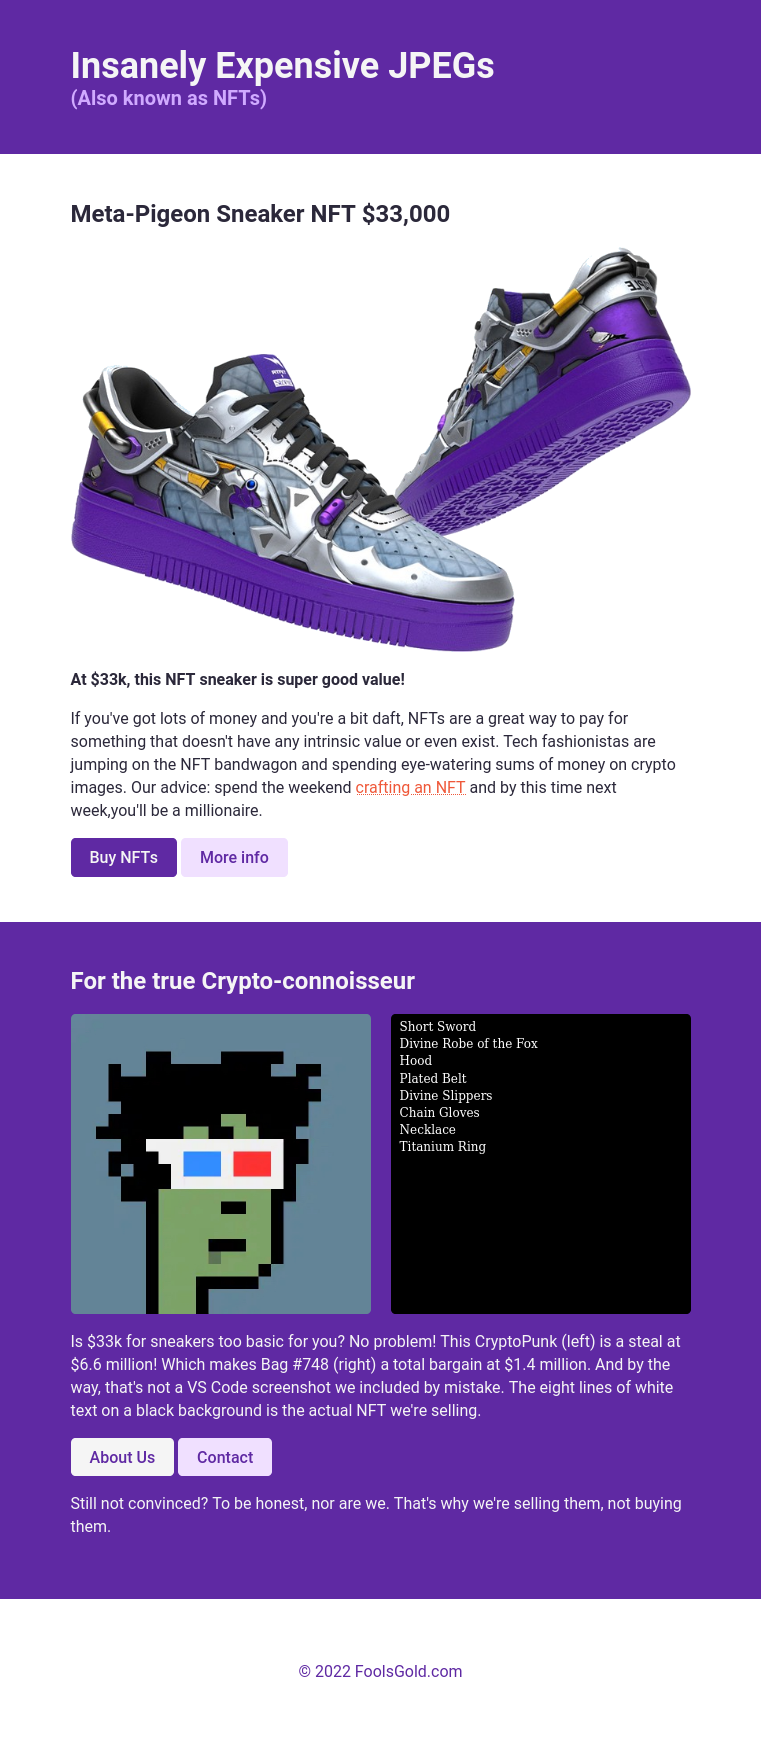 Insanely Expensive JPEGs
(Also known as NFTs)
Meta-Pigeon Sneaker NFT $33,000
At $33k, this NFT sneaker is super good value!
If you've got lots of money and you're a bit daft, NFTs are a great way to pay for
something that doesn't have any intrinsic value or even exist. Tech fashionistas are
jumping on the NFT bandwagon and spending eye-watering sums of money on crypto
images. Our advice: spend the weekend crafting an NFT and by this time next
week,you'll be a millionaire.
Buy NFTs More info
For the true Crypto-connoisseur
Short Sword
Divine Robe of the Fox
Hood
Plated Belt
Divine Slippers
Chain Gloves
Necklace
Titanium Ring
Is $33k for sneakers too basic for you? No problem! This CryptoPunk (left) is a steal at
$6.6 million! Which makes Bag #748 (right) a total bargain at $1.4 million. And by the
way, that's not a VS Code screenshot we included by mistake. The eight lines of white
text on a black background is the actual NFT we're selling.
About Us Contact
Still not convinced? To be honest, nor are we. That's why we're selling them, not buying
them.
© 2022 FoolsGold.com